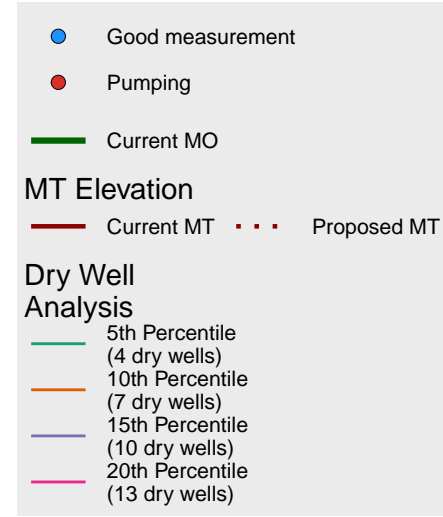 Good measurement
Pumping
Current MO
MT Elevation
Current MT
Proposed MT
Dry Well
Analysis
5th Percentile
(4 dry wells)
10th Percentile
(7 dry wells)
15th Percentile
(10 dry wells)
20th Percentile
(13 dry wells)